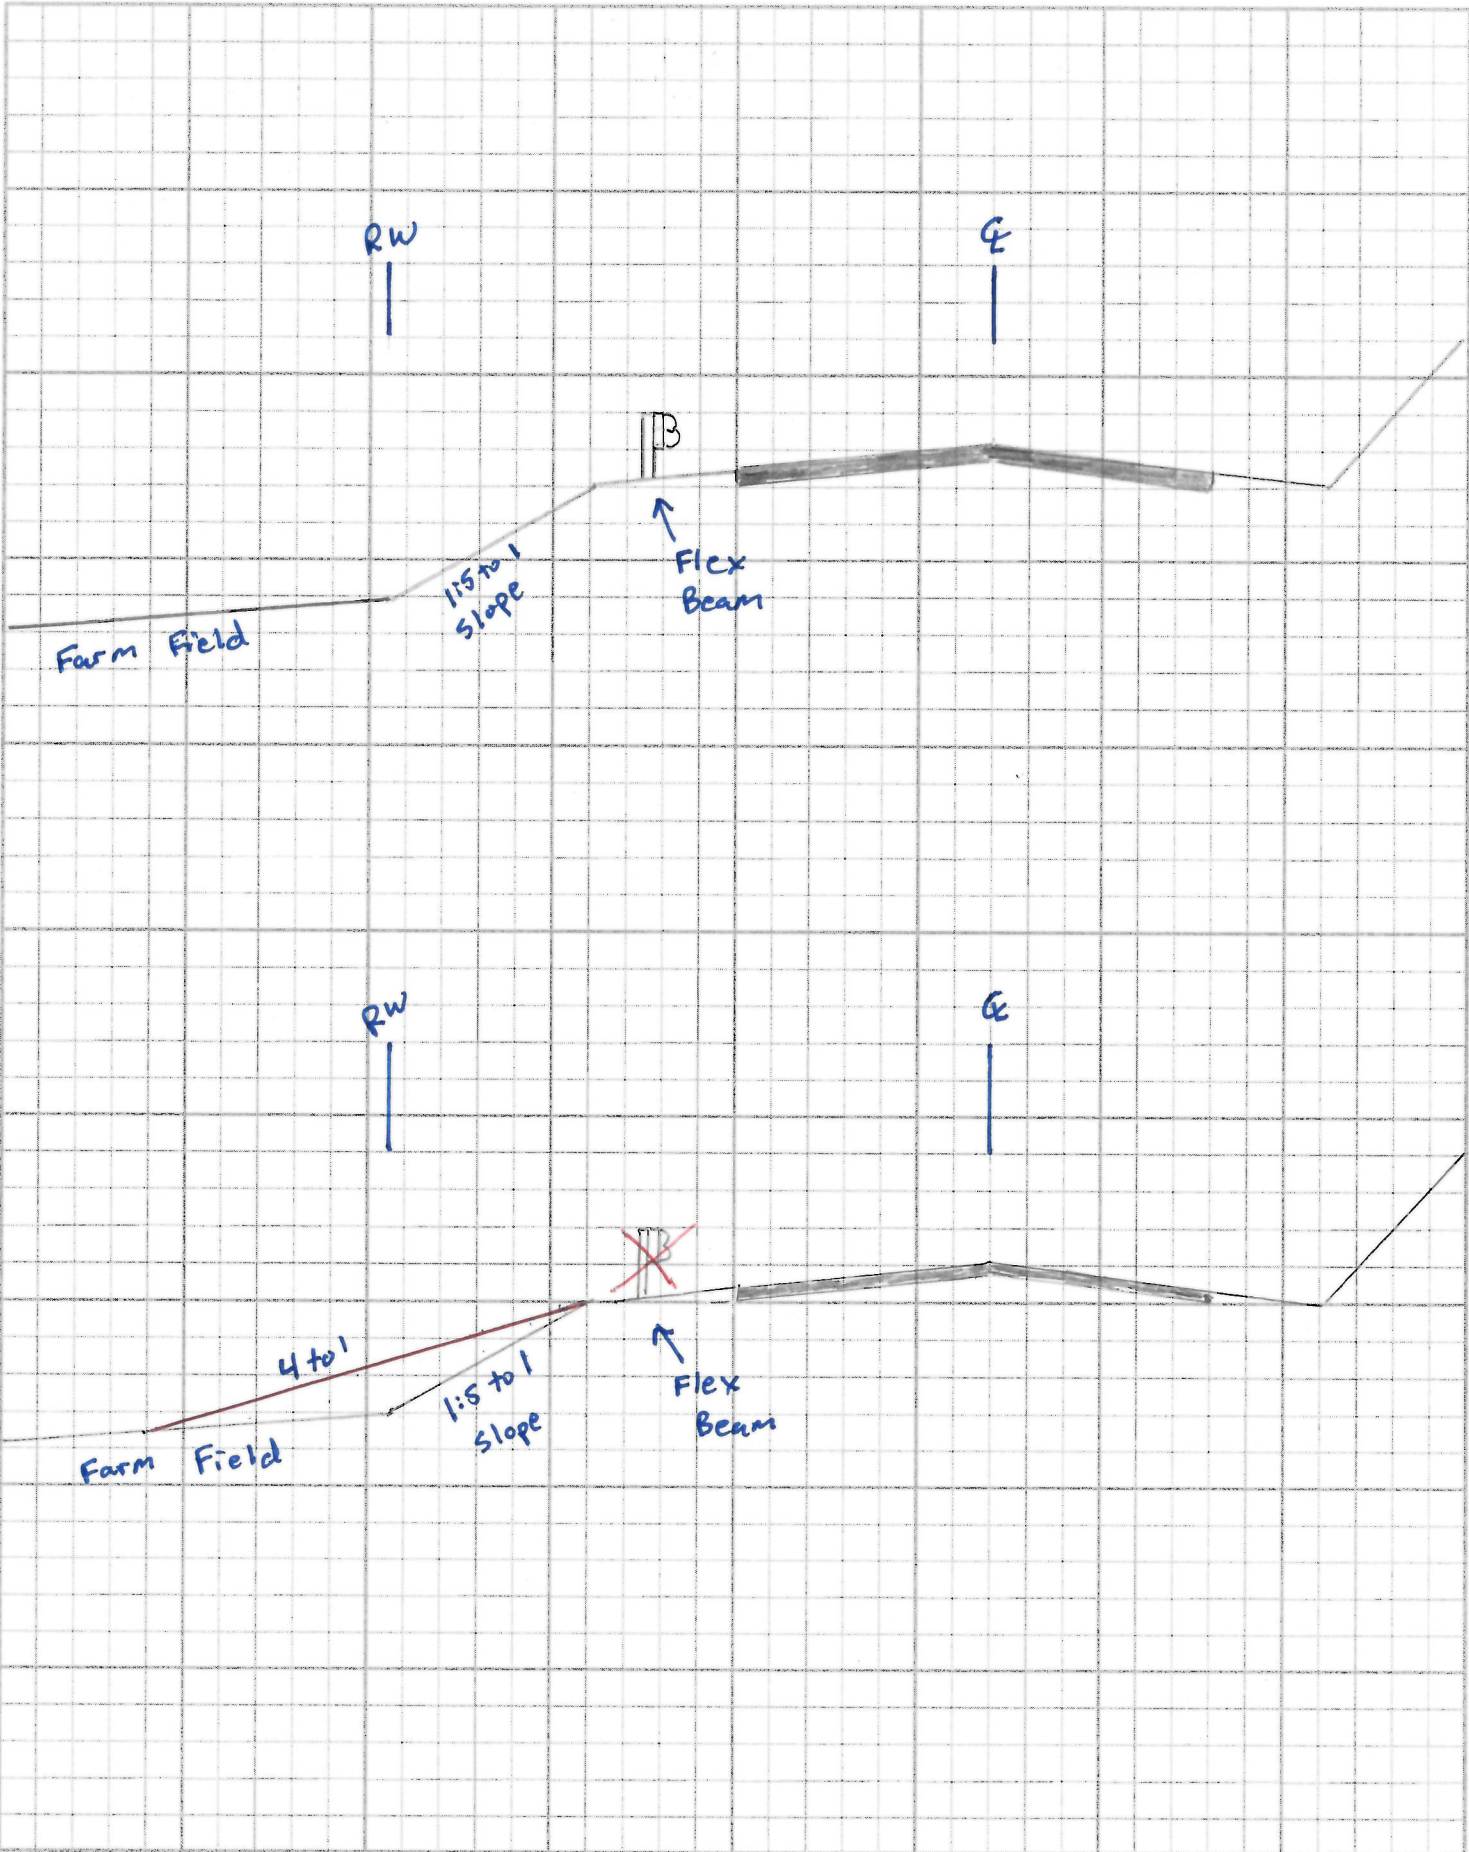 RW
℄
Flex
Beam
1:5 to 1
slope
Farm Field
RW
℄
4 to 1
1:5 to 1
slope
Flex
Beam
Farm Field